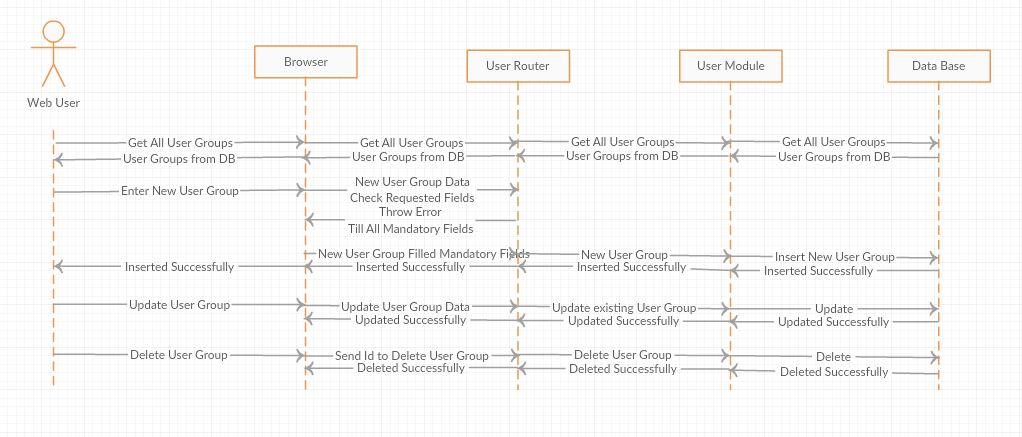 Browser
User Router
User Module
Data Base
Web User
Get All User Groups
Get All User Groups
Get All User Groups
Get All User Groups
User Groups from DB
User Groups from DB
User Groups from DB
User Groups from DB
Enter New User Group
New User Group Data
Check Requested Fields
Throw Error
Till All Mandatory Fields
New User Group Filled Mandatory Fields
New User Group
Insert New User Group
Inserted Successfully
Inserted Successfully
Inserted Successfully
Inserted Successfully
Update User Group
Update User Group Data
Update existing User Group
Update
Updated Successfully
Updated Successfully
Updated Successfully
Delete User Group
Send Id to Delete User Group
Delete User Group
Delete
Deleted Successfully
Deleted Successfully
Deleted Successfully